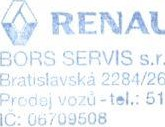 RENAU
BORS SERVIS s.r.
Bratislavská 2284/26
Prodej vozů -tel.: 51
IČ: 06709508